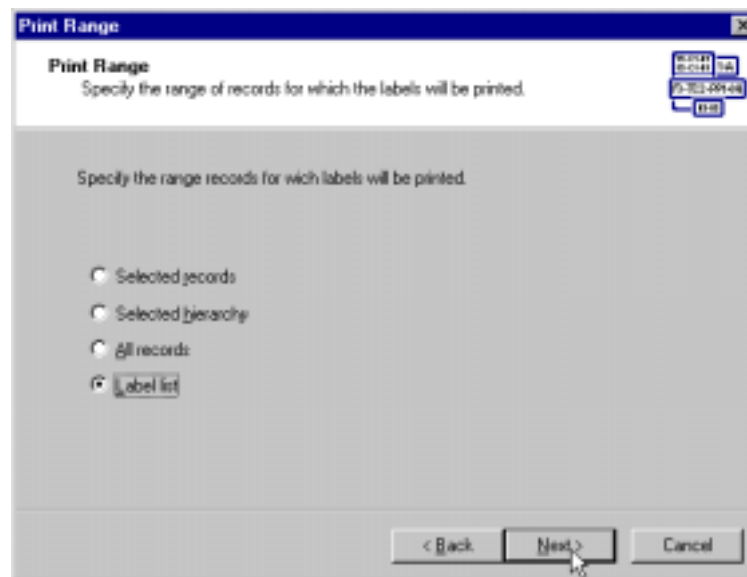 Print Range
Print Range
Specify the range of records for which the labels will be printed.
Specify the range records for wich labels will be printed.
Selected records
Selected hierarchy
All records
Label list
< Back
Next >
Cancel